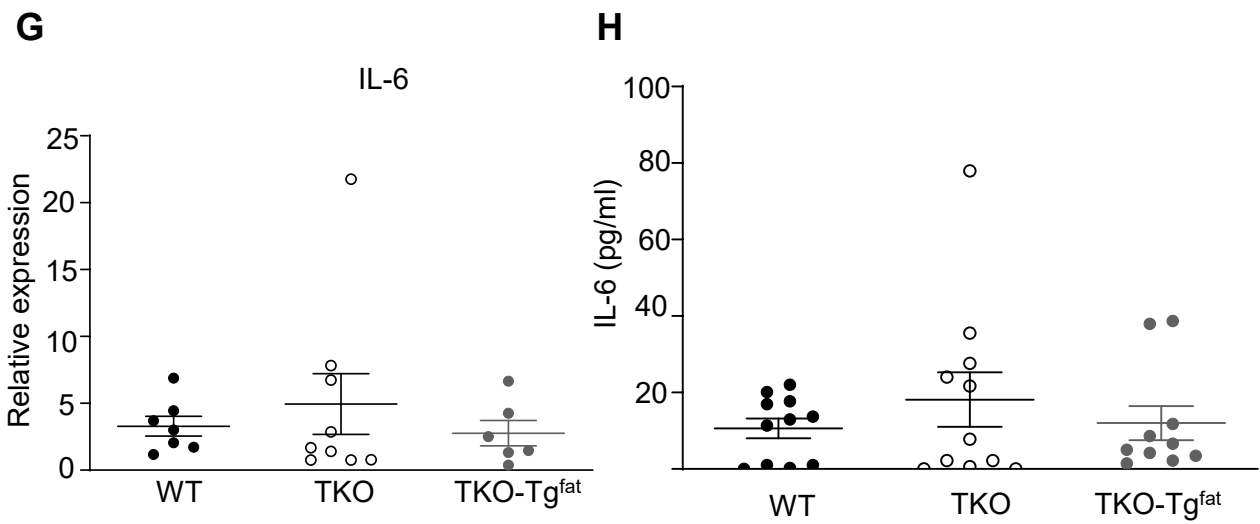 G
IL-6
Relative expression
25
20
15
10
5
0
WT
TKO
TKO-Tgfat
H
IL-6 (pg/ml)
100
80
60
40
20
WT
TKO
TKO-Tgfat